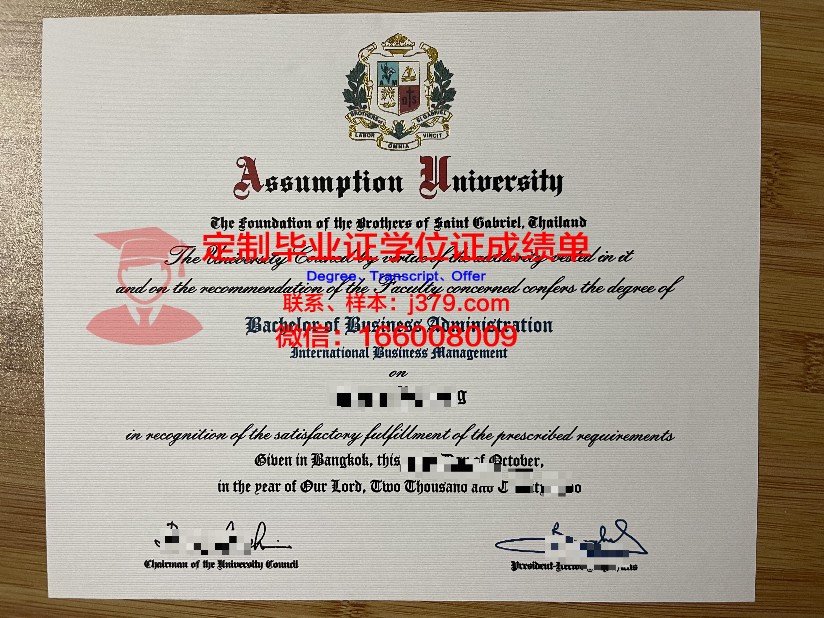 BROTHERS OF ST GABRIEL
LABOR OMNIA VINCIT
Assumption University
The Foundation of the Brothers of Saint Gabriel, Thailand
定制毕业证学位证成绩单
The University Council by virtue of the authority vested in it
Degree、Transcript、Offer
and on the recommendation of the Faculty concerned confers the degree of
联系、样本：j379.com
Bachelor of Business Administration
微信：166008009
International Business Management
on
g
in recognition of the satisfactory fulfillment of the prescribed requirements
Given in Bangkok, this of October,
in the year of Our Lord, Two Thousand and
Chairman of the University Council
President